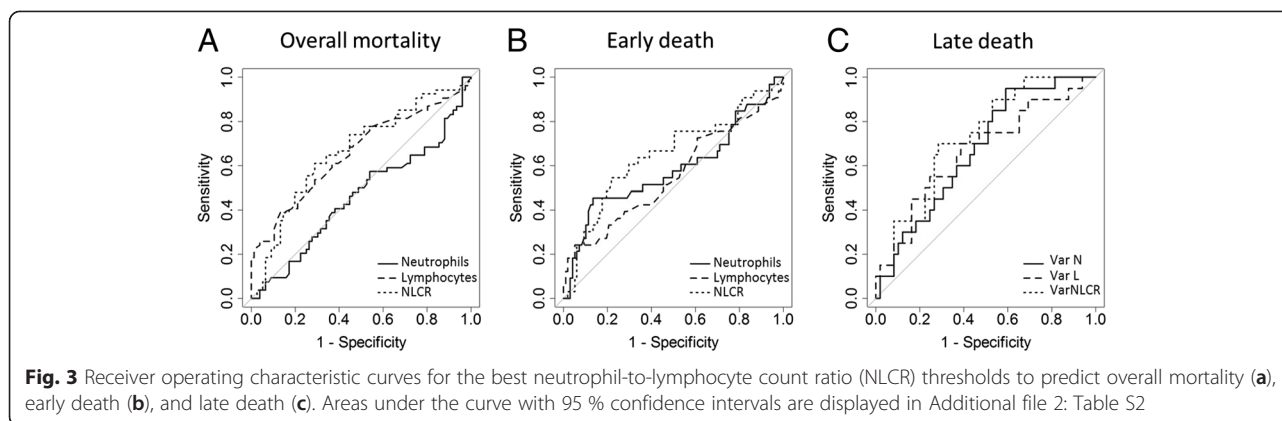 A Overall mortality
B Early death
C Late death
Sensitivity
0.0 0.2 0.4 0.6 0.8 1.0
Neutrophils
Lymphocytes
NLCR
0.0 0.2 0.4 0.6 0.8 1.0
1 - Specificity
Sensitivity
0.0 0.2 0.4 0.6 0.8 1.0
Neutrophils
Lymphocytes
NLCR
0.0 0.2 0.4 0.6 0.8 1.0
1 - Specificity
Sensitivity
0.0 0.2 0.4 0.6 0.8 1.0
Var N
Var L
VarNLCR
0.0 0.2 0.4 0.6 0.8 1.0
1 - Specificity
Fig. 3 Receiver operating characteristic curves for the best neutrophil-to-lymphocyte count ratio (NLCR) thresholds to predict overall mortality (a),
early death (b), and late death (c). Areas under the curve with 95 % confidence intervals are displayed in Additional file 2: Table S2